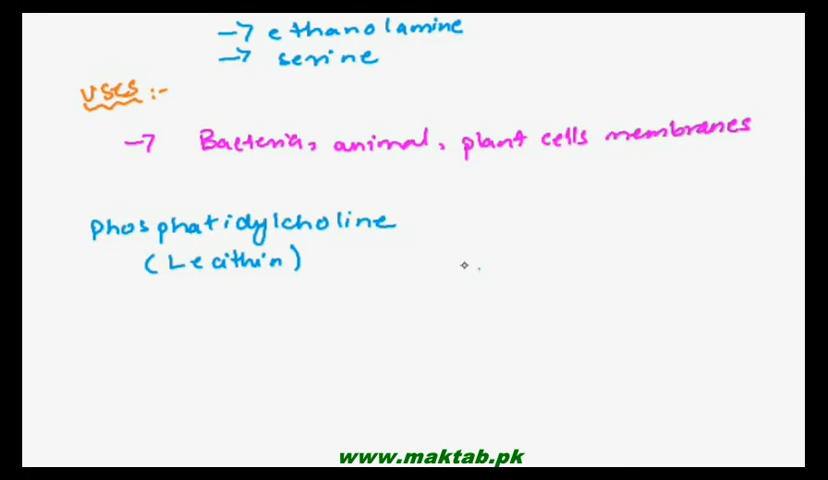 → ethanolamine
→ serine
Uses :-
→ Bacteria, animal, plant cells membranes
Phosphatidylcholine
(Lecithin)
www.maktab.pk